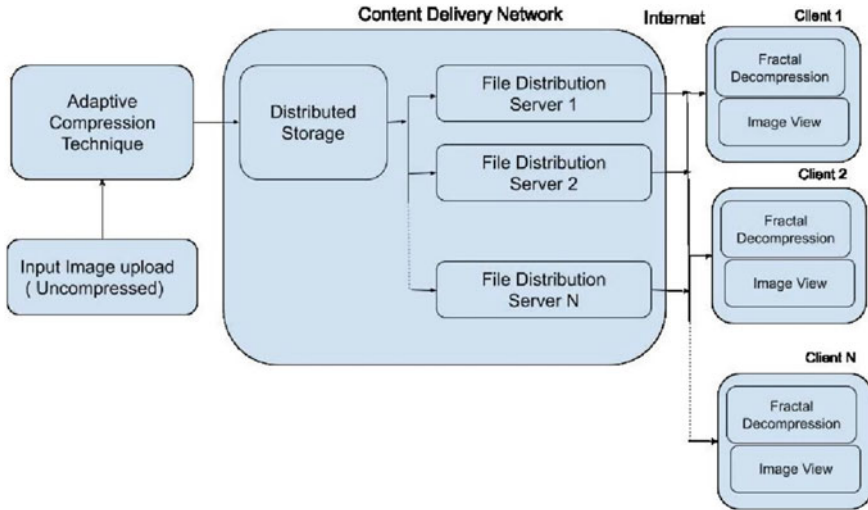 Content Delivery Network
Internet
Client 1
Adaptive
Compression
Technique
Distributed
Storage
File Distribution
Server 1
Fractal
Decompression
Image View
File Distribution
Server 2
Client 2
Input Image upload
( Uncompressed)
Fractal
Decompression
Image View
File Distribution
Server N
Client N
Fractal
Decompression
Image View